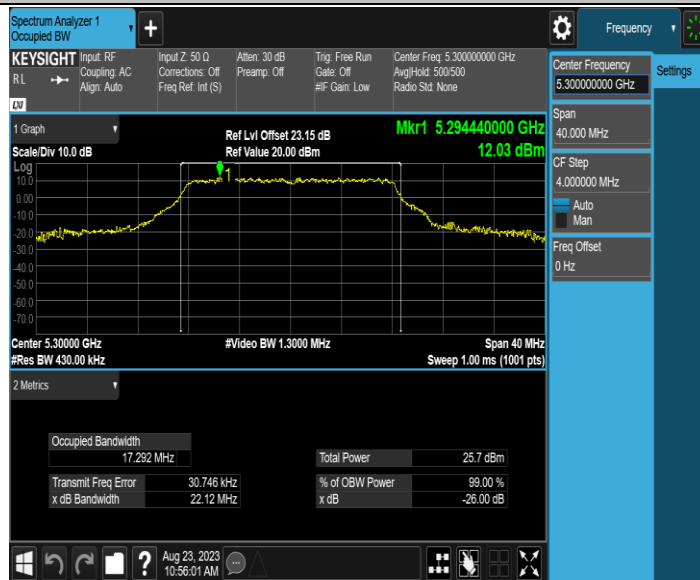 Spectrum Analyzer 1
Occupied BW
+
Frequency
KEYSIGHT
RL
LXI
Input: RF
Coupling: AC
Align: Auto
Input Z: 50 Ω
Corrections: Off
Freq Ref: Int (S)
Atten: 30 dB
Preamp: Off
Trig: Free Run
Gate: Off
#IF Gain: Low
Center Freq: 5.300000000 GHz
Avg|Hold: 500/500
Radio Std: None
Center Frequency
5.300000000 GHz
Settings
Span
40.000 MHz
CF Step
4.000000 MHz
Auto
Man
Freq Offset
0 Hz
1 Graph
Scale/Div 10.0 dB
Ref Lvl Offset 23.15 dB
Ref Value 20.00 dBm
Mkr1 5.294440000 GHz
12.03 dBm
Log
10.0
0.00
-10.0
-20.0
-30.0
-40.0
-50.0
-60.0
-70.0
1
Center 5.30000 GHz
#Video BW 1.3000 MHz
Span 40 MHz
#Res BW 430.00 kHz
Sweep 1.00 ms (1001 pts)
2 Metrics
Occupied Bandwidth
17.292 MHz
Total Power 25.7 dBm
Transmit Freq Error 30.746 kHz
% of OBW Power 99.00 %
x dB Bandwidth 22.12 MHz
x dB -26.00 dB
?
Aug 23, 2023
10:56:01 AM